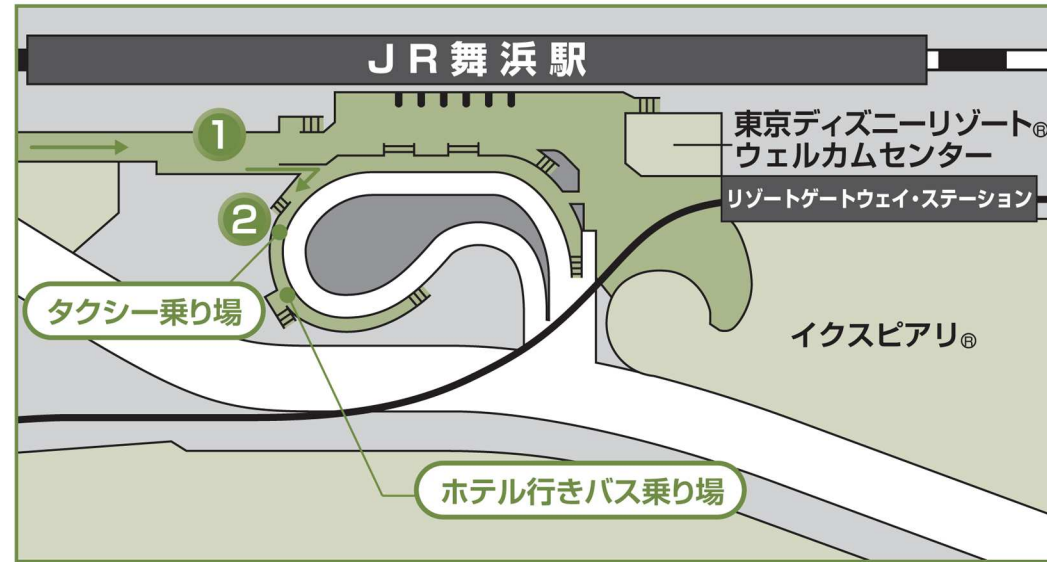 JR舞浜駅
1
東京ディズニーリゾート®
ウェルカムセンター
リゾートゲートウェイ・ステーション
2
タクシー乗り場
イクスピアリ®
ホテル行きバス乗り場